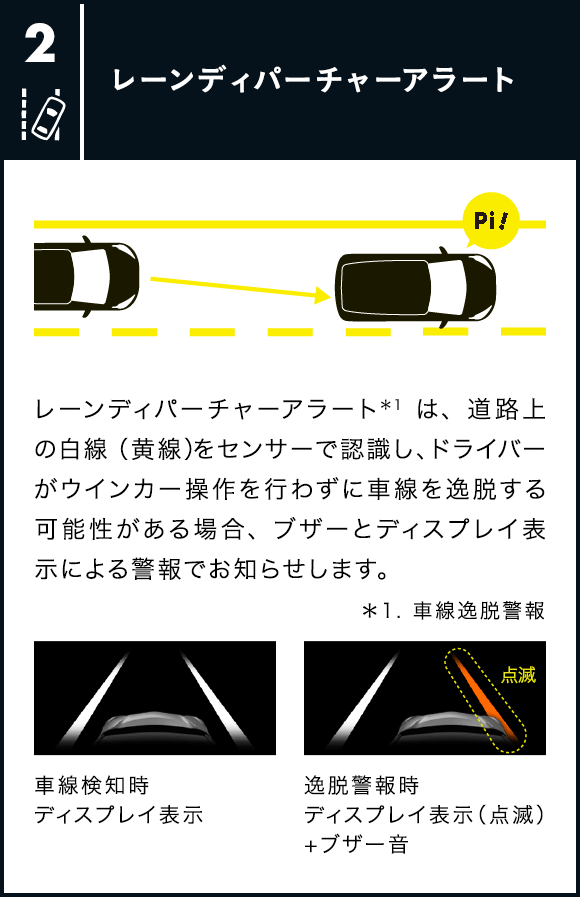 2
レーンディパーチャーアラート
Pi!
レーンディパーチャーアラート*1 は、道路上
の白線（黄線）をセンサーで認識し、ドライバー
がウインカー操作を行わずに車線を逸脱する
可能性がある場合、ブザーとディスプレイ表
示による警報でお知らせします。
＊1. 車線逸脱警報
点滅
車線検知時
ディスプレイ表示
逸脱警報時
ディスプレイ表示（点滅）
+ブザー音